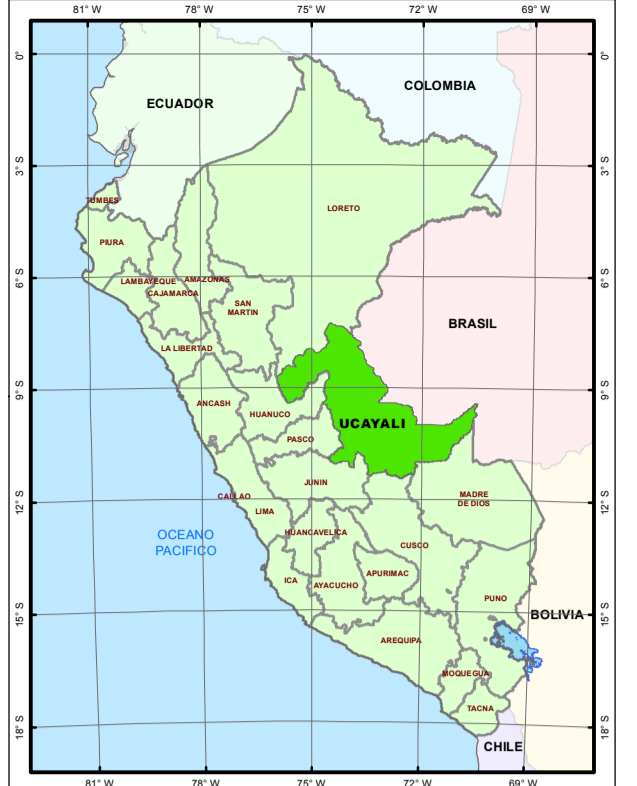 81° W
78° W
75° W
72° W
69° W
0°
0°
COLOMBIA
ECUADOR
3° S
3° S
TUMBES
LORETO
PIURA
6° S
6° S
LAMBAYEQUE
AMAZONAS
CAJAMARCA
SAN
MARTIN
BRASIL
LA LIBERTAD
9° S
9° S
ANCASH
HUANUCO
UCAYALI
PASCO
JUNIN
MADRE
DE DIOS
CALLAO
12° S
12° S
LIMA
OCEANO
PACIFICO
HUANCAVELICA
CUSCO
ICA
AYACUCHO
APURIMAC
PUNO
15° S
15° S
BOLIVIA
AREQUIPA
MOQUEGUA
TACNA
18° S
18° S
CHILE
81° W
78° W
75° W
72° W
69° W